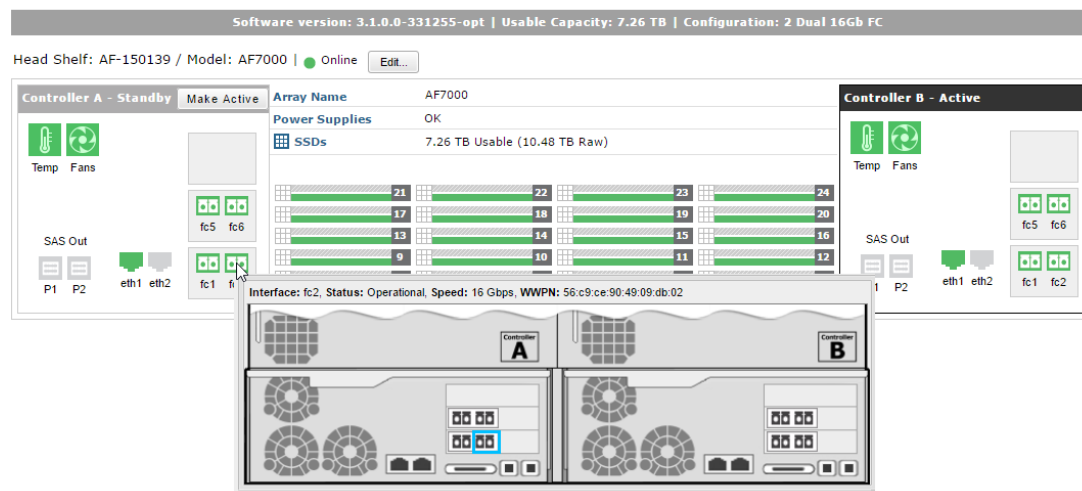 Software version: 3.1.0.0-331255-opt | Usable Capacity: 7.26 TB | Configuration: 2 Dual 16Gb FC
Head Shelf: AF-150139 / Model: AF7000 | Online Edit...
Controller A - Standby Make Active
Temp Fans
fc5 fc6
SAS Out
P1 P2 eth1 eth2 fc1
Array Name AF7000
Power Supplies OK
SSDs 7.26 TB Usable (10.48 TB Raw)
21 22 23 24
17 18 19 20
13 14 15 16
9 10 11 12
Controller B - Active
Temp Fans
fc5 fc6
SAS Out
P2 eth1 eth2 fc1 fc2
Interface: fc2, Status: Operational, Speed: 16 Gbps, WWPN: 56:c9:ce:90:49:09:db:02
Controller
A
Controller
B